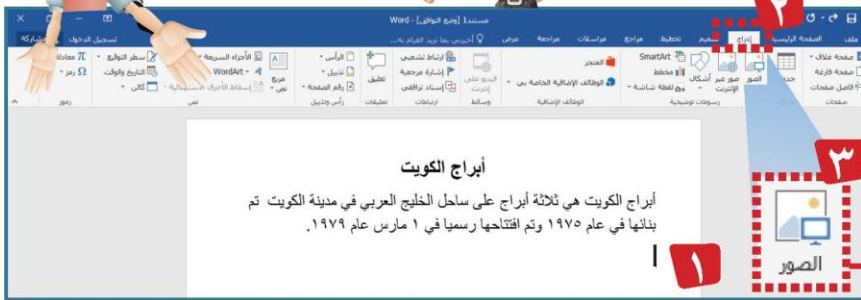 مستند1 [وضع التوافق] - Word
ملف إدراج تصميم تخطيط مراجع مراسلات مراجعة عرض أخبرني بما تريد القيام به... تسجيل الدخول
صفحة غلاف
صفحة فارغة
فاصل صفحات
صفحات
الصور
صور عبر الإنترنت
أشكال
SmartArt
مخطط
لقطة شاشة
رسومات توضيحية
المتجر
الوظائف الإضافية الخاصة بي
الوظائف الإضافية
فيديو على إنترنت
وسائط
ارتباط تشعبي
إشارة مرجعية
إسناد ترافقي
ارتباطات
تعليق
تعليقات
الرأس
تذييل
رقم الصفحة
رأس وتذييل
مربع نص
الأجزاء السريعة
WordArt
إسقاط الأحرف الاستهلالية
سطر التوقيع
التاريخ والوقت
كائن
نص
معادلة
رمز
رموز
أبراج الكويت
أبراج الكويت هي ثلاثة أبراج على ساحل الخليج العربي في مدينة الكويت تم
بنائها في عام ١٩٧٥ وتم افتتاحها رسميا في ١ مارس عام ١٩٧٩.
١
٢
٣
الصور